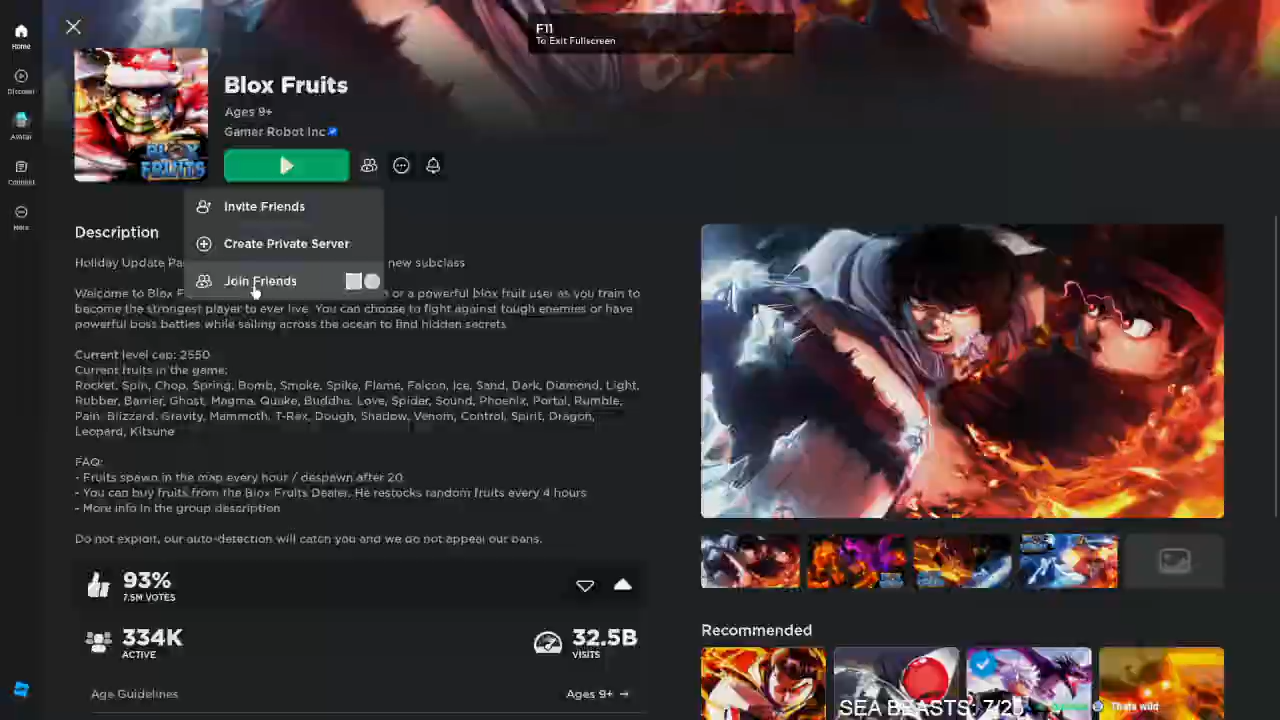 F11
To Exit Fullscreen
Home
Discover
Avatar
Connect
More
BLOX
FRUITS
Blox Fruits
Ages 9+
Gamer Robot Inc
Invite Friends
Create Private Server
Join Friends
Description
Holiday Update Pa new subclass
Welcome to Blox F or a powerful blox fruit user as you train to
become the strongest player to ever live. You can choose to fight against tough enemies or have
powerful boss battles while sailing across the ocean to find hidden secrets
Current level cap: 2550
Current fruits in the game:
Rocket, Spin, Chop, Spring, Bomb, Smoke, Spike, Flame, Falcon, Ice, Sand, Dark, Diamond, Light,
Rubber, Barrier, Ghost, Magma, Quake, Buddha, Love, Spider, Sound, Phoenix, Portal, Rumble,
Pain, Blizzard, Gravity, Mammoth, T-Rex, Dough, Shadow, Venom, Control, Spirit, Dragon,
Leopard, Kitsune
FAQ:
- Fruits spawn in the map every hour / despawn after 20
- You can buy fruits from the Blox Fruits Dealer. He restocks random fruits every 4 hours
- More info in the group description
Do not exploit, our auto-detection will catch you and we do not appeal our bans.
93%
7.5M VOTES
334K
ACTIVE
32.5B
VISITS
Age Guidelines
Ages 9+ →
Recommended
SEA BEASTS: 7/20
Thats wild